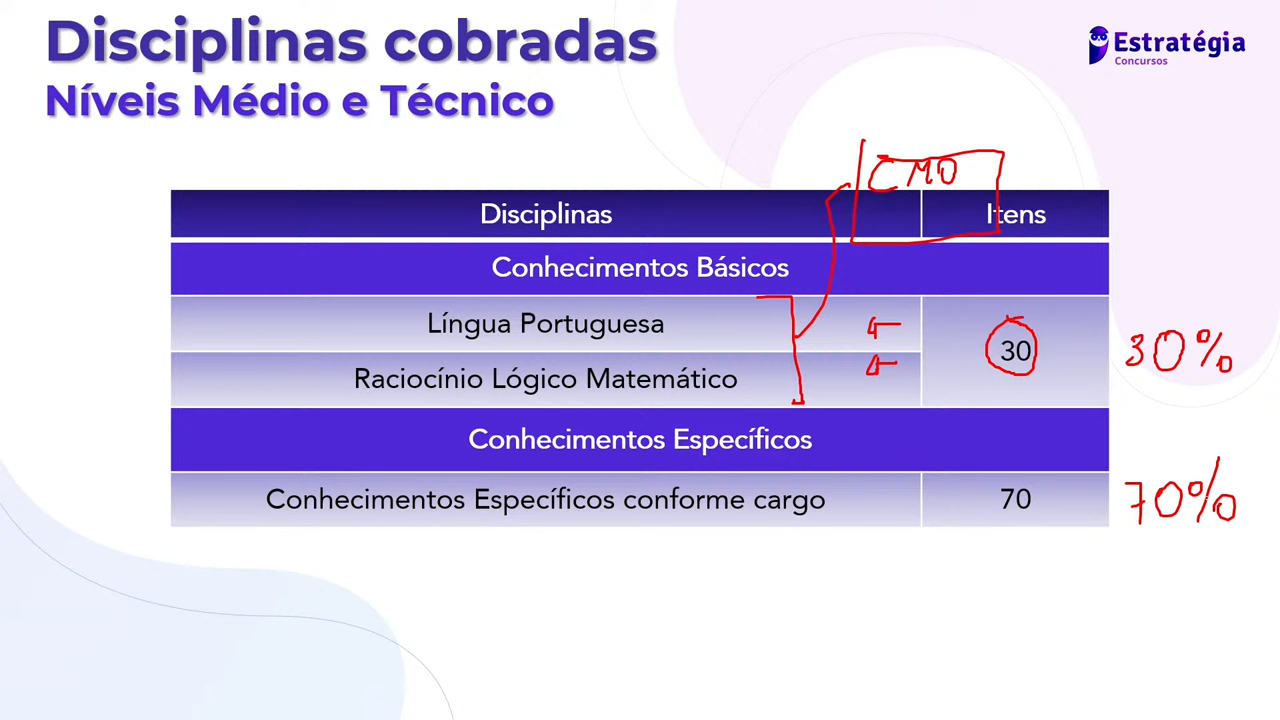 Disciplinas cobradas
Níveis Médio e Técnico
Estratégia
Concursos
CMO
Disciplinas Itens
Conhecimentos Básicos
Língua Portuguesa
30 30%
Raciocínio Lógico Matemático
Conhecimentos Específicos
Conhecimentos Específicos conforme cargo 70 70%